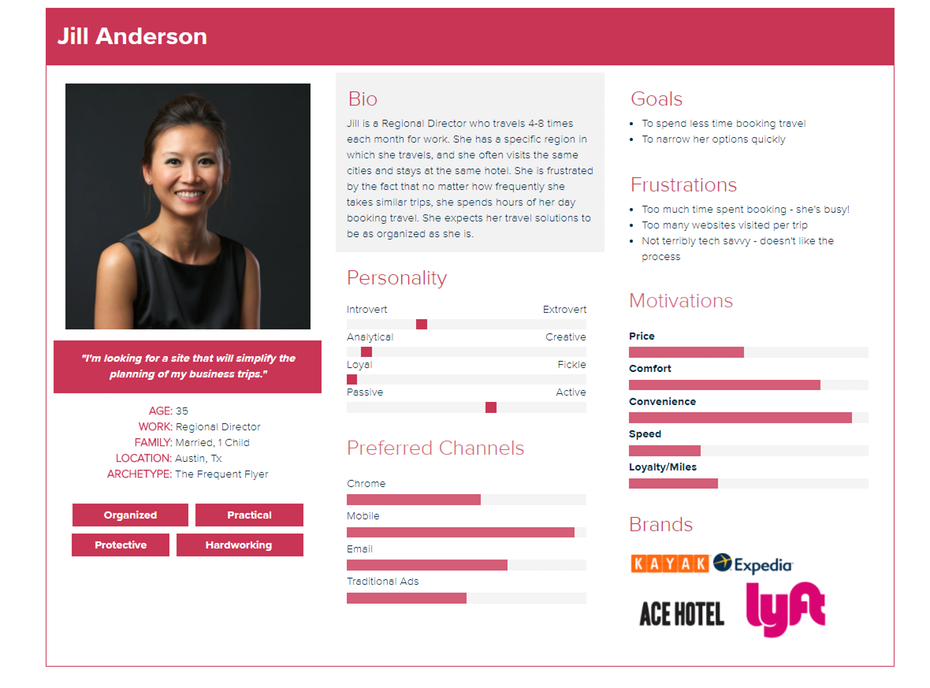 Jill Anderson
"I'm looking for a site that will simplify the
planning of my business trips."
AGE: 35
WORK: Regional Director
FAMILY: Married, 1 Child
LOCATION: Austin, Tx
ARCHETYPE: The Frequent Flyer
Organized Practical
Protective Hardworking
Bio
Jill is a Regional Director who travels 4-8 times
each month for work. She has a specific region in
which she travels, and she often visits the same
cities and stays at the same hotel. She is frustrated
by the fact that no matter how frequently she
takes similar trips, she spends hours of her day
booking travel. She expects her travel solutions to
be as organized as she is.
Personality
Introvert Extrovert
Analytical Creative
Loyal Fickle
Passive Active
Preferred Channels
Chrome
Mobile
Email
Traditional Ads
Goals
• To spend less time booking travel
• To narrow her options quickly
Frustrations
• Too much time spent booking - she's busy!
• Too many websites visited per trip
• Not terribly tech savvy - doesn't like the
process
Motivations
Price
Comfort
Convenience
Speed
Loyalty/Miles
Brands
KAYAK Expedia
ACE HOTEL lyft